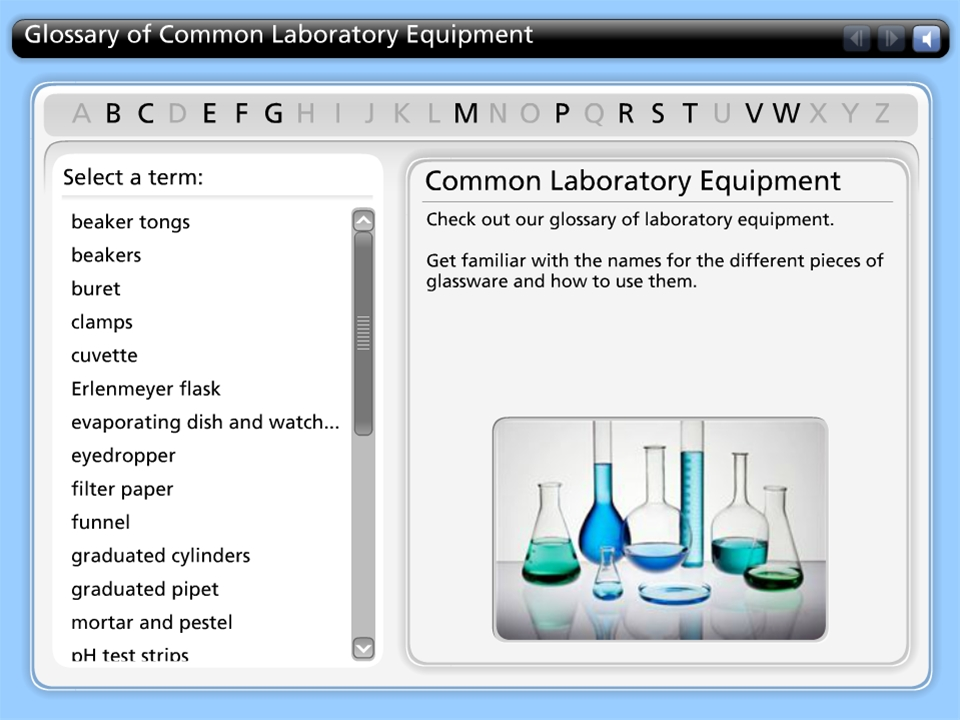 Glossary of Common Laboratory Equipment
A B C D E F G H I J K L M N O P Q R S T U V W X Y Z
Select a term:
beaker tongs
beakers
buret
clamps
cuvette
Erlenmeyer flask
evaporating dish and watch...
eyedropper
filter paper
funnel
graduated cylinders
graduated pipet
mortar and pestel
pH test strips
Common Laboratory Equipment
Check out our glossary of laboratory equipment.
Get familiar with the names for the different pieces of
glassware and how to use them.